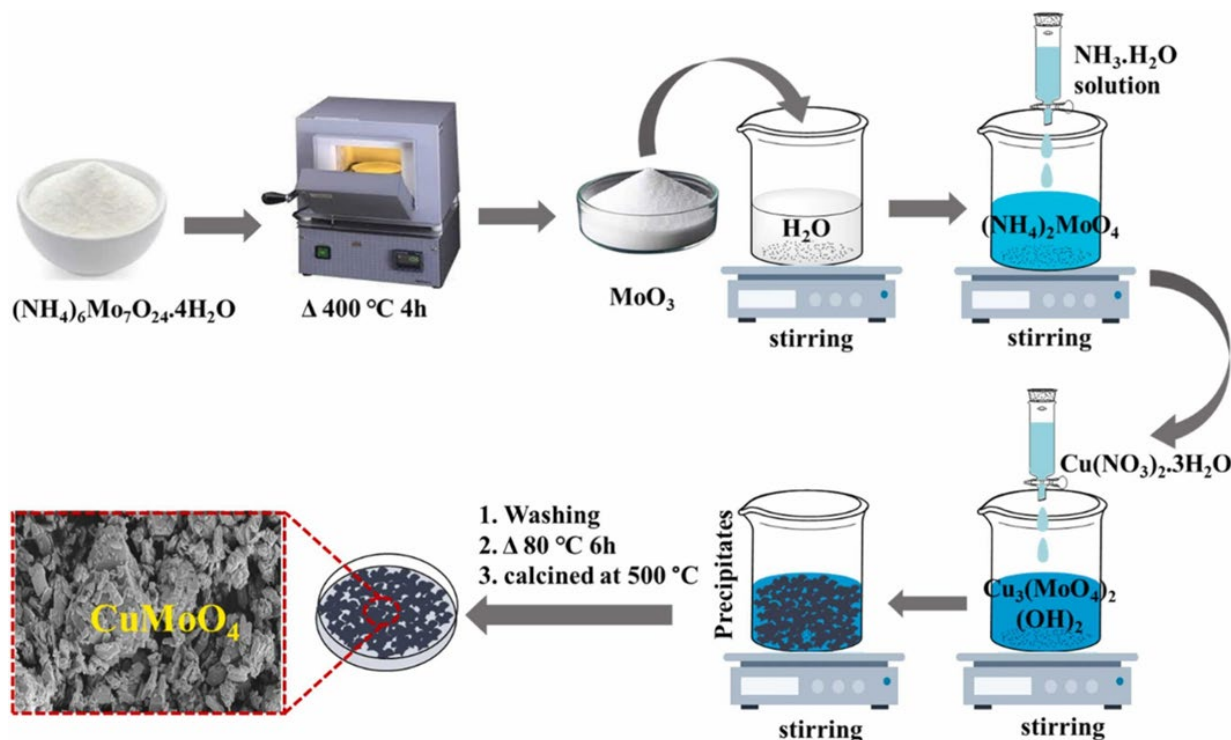 (NH₄)₆Mo₇O₂₄.4H₂O
Δ 400 °C 4h
MoO₃
H₂O
stirring
NH₃.H₂O
solution
(NH₄)₂MoO₄
stirring
Cu(NO₃)₂.3H₂O
Cu₃(MoO₄)₂
(OH)₂
stirring
Precipitates
stirring
1. Washing
2. Δ 80 °C 6h
3. calcined at 500 °C
CuMoO₄